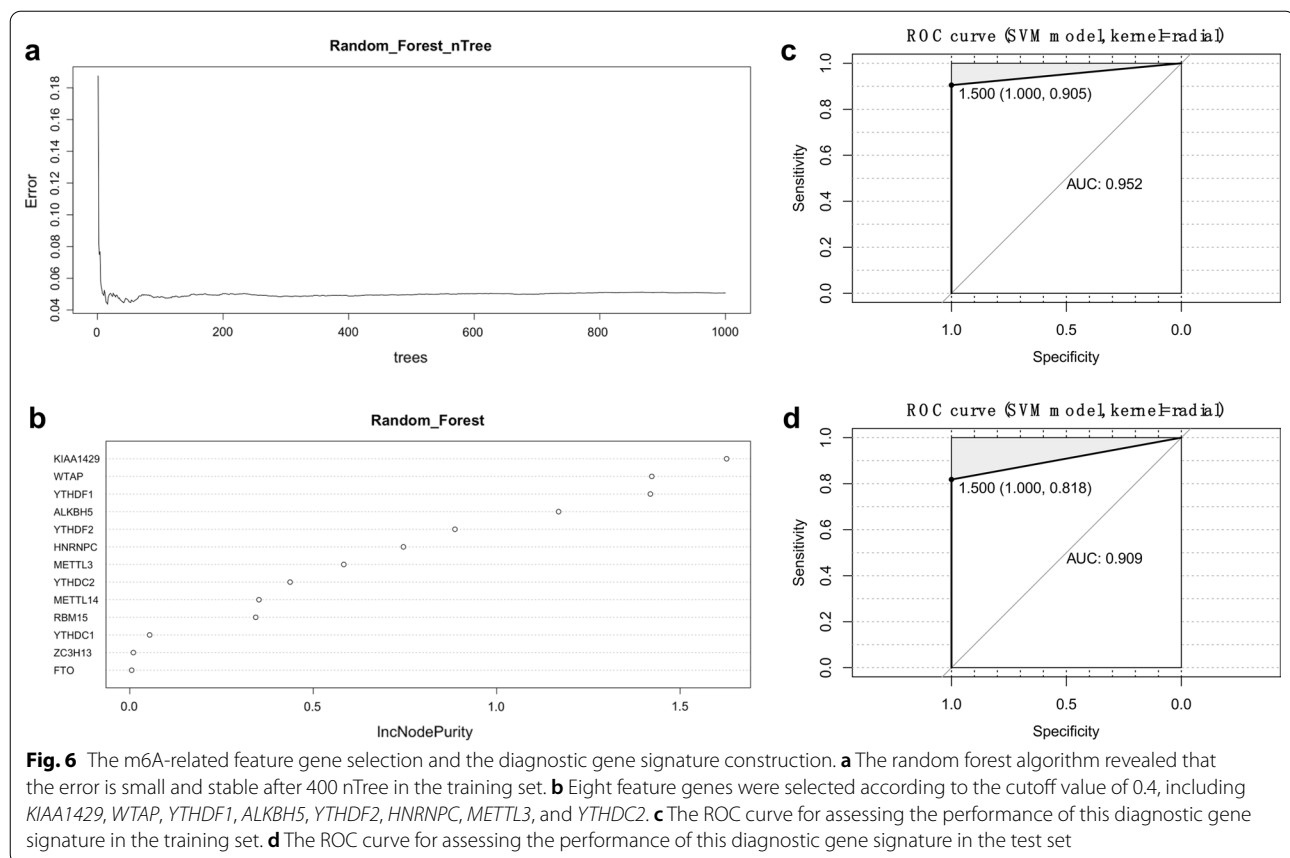 a
Random_Forest_nTree
Error
0.18
0.16
0.14
0.12
0.10
0.08
0.06
0.04
0
200
400
600
800
1000
trees
b
Random_Forest
KIAA1429
WTAP
YTHDF1
ALKBH5
YTHDF2
HNRNPC
METTL3
YTHDC2
METTL14
RBM15
YTHDC1
ZC3H13
FTO
0.0
0.5
1.0
1.5
IncNodePurity
c
ROC curve (SVM model, kernel=radial)
Sensitivity
1.0
0.8
0.6
0.4
0.2
0.0
1.500 (1.000, 0.905)
AUC: 0.952
1.0
0.5
0.0
Specificity
d
ROC curve (SVM model, kernel=radial)
Sensitivity
1.0
0.8
0.6
0.4
0.2
0.0
1.500 (1.000, 0.818)
AUC: 0.909
1.0
0.5
0.0
Specificity
Fig. 6 The m6A-related feature gene selection and the diagnostic gene signature construction. a The random forest algorithm revealed that
the error is small and stable after 400 nTree in the training set. b Eight feature genes were selected according to the cutoff value of 0.4, including
KIAA1429, WTAP, YTHDF1, ALKBH5, YTHDF2, HNRNPC, METTL3, and YTHDC2. c The ROC curve for assessing the performance of this diagnostic gene
signature in the training set. d The ROC curve for assessing the performance of this diagnostic gene signature in the test set